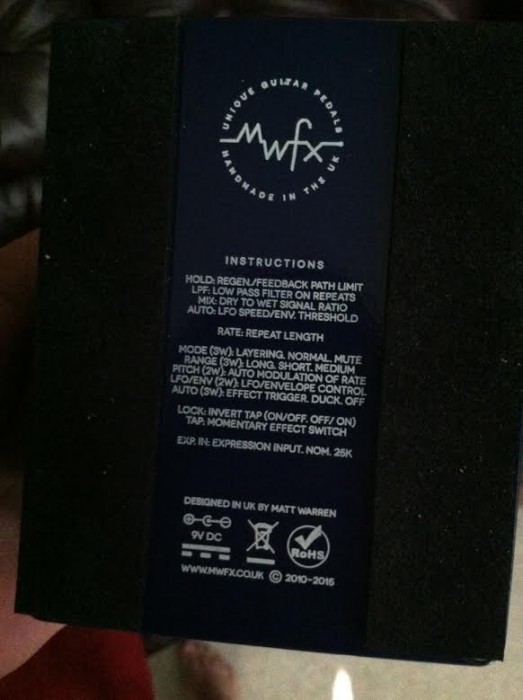 UNIQUE GUITAR PEDALS
MWfx
HANDMADE IN THE UK
INSTRUCTIONS
HOLD: REGEN/FEEDBACK PATH LIMIT
LPF: LOW PASS FILTER ON REPEATS
MIX: DRY TO WET SIGNAL RATIO
AUTO: LFO SPEED/ENV. THRESHOLD
RATE: REPEAT LENGTH
MODE (3W): LAYERING. NORMAL. MUTE
RANGE (3W): LONG. SHORT. MEDIUM
PITCH (2W): AUTO MODULATION OF RATE
LFO/ENV (2W): LFO/ENVELOPE CONTROL
AUTO (3W): EFFECT TRIGGER. DUCK. OFF
LOCK: INVERT TAP (ON/OFF. OFF/ ON)
TAP: MOMENTARY EFFECT SWITCH
EXP. IN: EXPRESSION INPUT. NOM. 25K
DESIGNED IN UK BY MATT WARREN
9V DC
RoHS
WWW.MWFX.CO.UK © 2010-2015